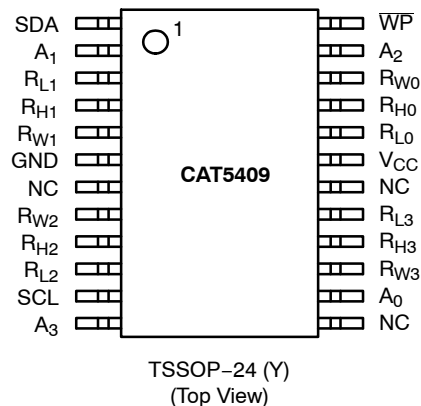 SDA 1 WP
A1 A2
RL1 RW0
RH1 RH0
RW1 RL0
GND VCC
NC CAT5409 NC
RW2 RL3
RH2 RH3
RL2 RW3
SCL A0
A3 NC
TSSOP−24 (Y)
(Top View)